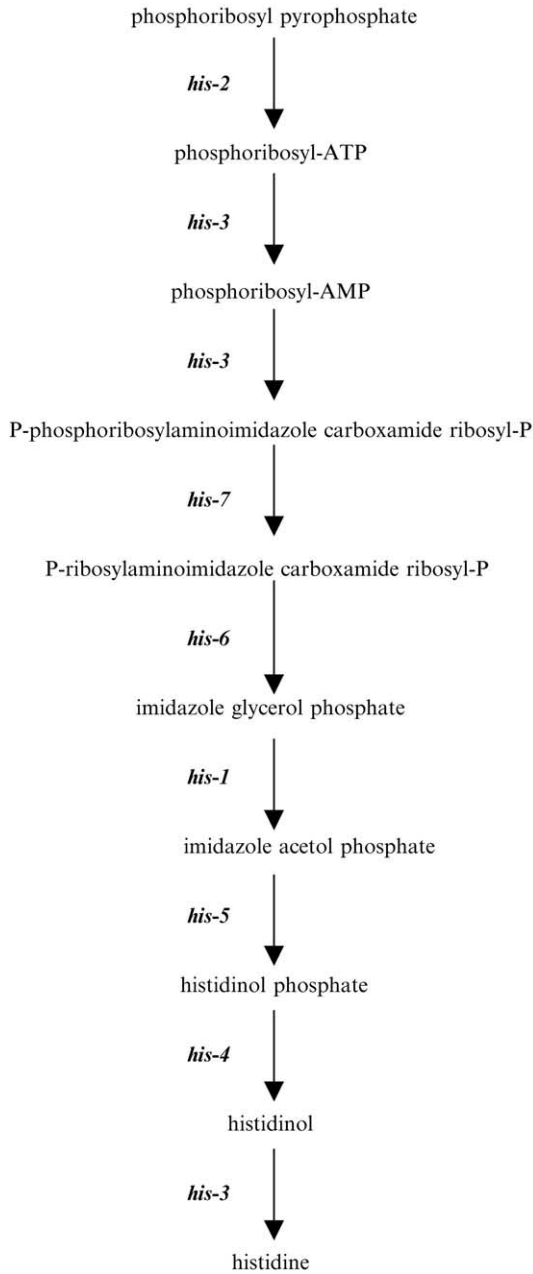 phosphoribosyl pyrophosphate
his-2
phosphoribosyl-ATP
his-3
phosphoribosyl-AMP
his-3
P-phosphoribosylaminoimidazole carboxamide ribosyl-P
his-7
P-ribosylaminoimidazole carboxamide ribosyl-P
his-6
imidazole glycerol phosphate
his-1
imidazole acetol phosphate
his-5
histidinol phosphate
his-4
histidinol
his-3
histidine